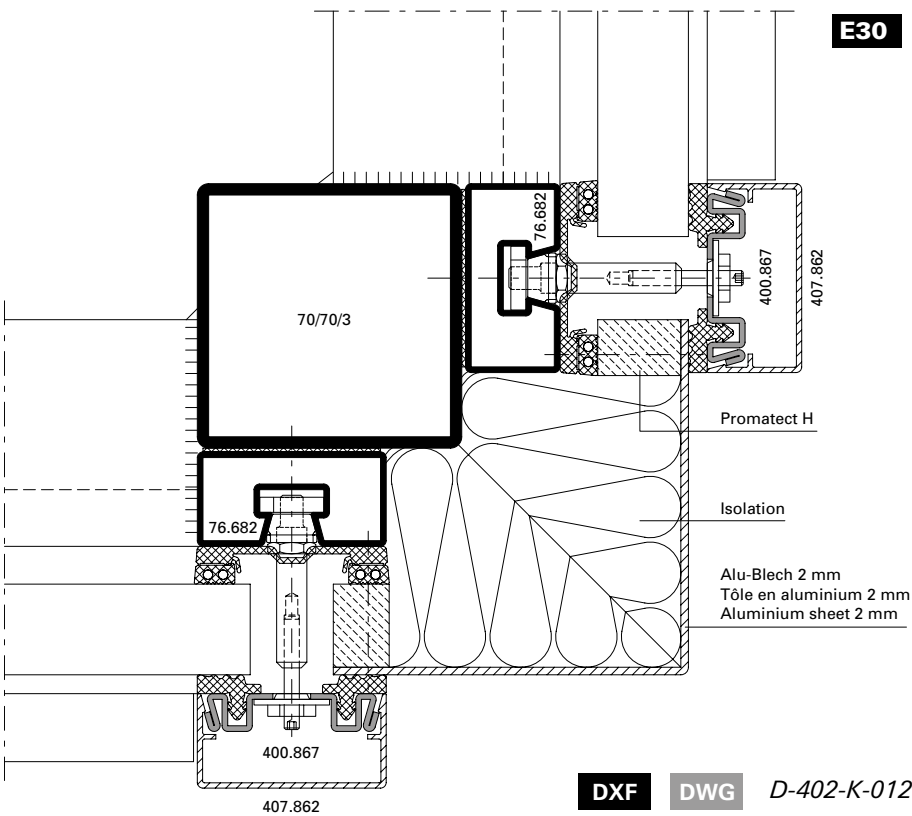 E30
76.682
400.867
407.862
70/70/3
Promatect H
76.682
Isolation
Alu-Blech 2 mm
Tôle en aluminium 2 mm
Aluminium sheet 2 mm
400.867
407.862
DXF DWG D-402-K-012